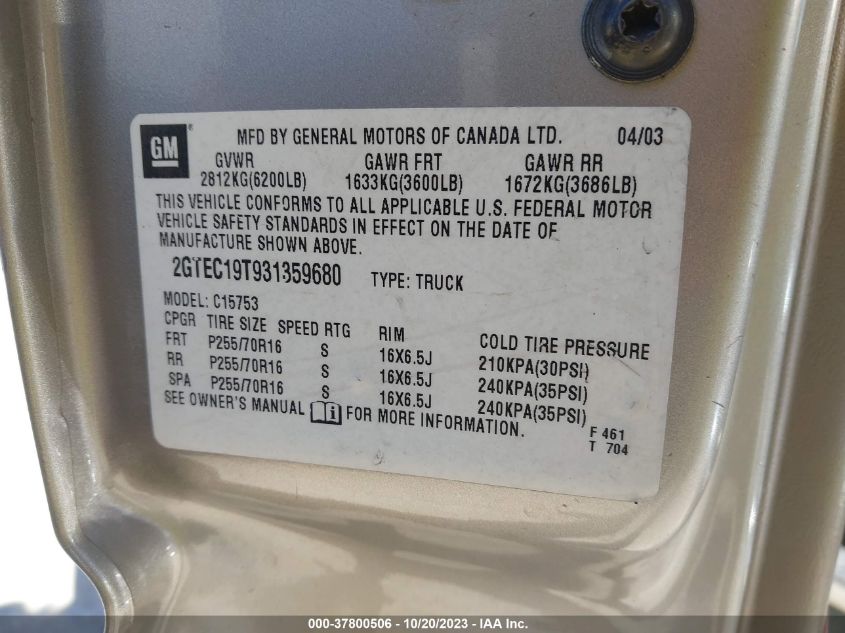 GM ® MFD BY GENERAL MOTORS OF CANADA LTD. 04/03
GVWR GAWR FRT GAWR RR
2812KG(6200LB) 1633KG(3600LB) 1672KG(3686LB)
THIS VEHICLE CONFORMS TO ALL APPLICABLE U.S. FEDERAL MOTOR
VEHICLE SAFETY STANDARDS IN EFFECT ON THE DATE OF
MANUFACTURE SHOWN ABOVE.
2GTEC19T931359680 TYPE: TRUCK
MODEL: C15753
CPGR TIRE SIZE SPEED RTG RIM COLD TIRE PRESSURE
FRT P255/70R16 S 16X6.5J 210KPA(30PSI)
RR P255/70R16 S 16X6.5J 240KPA(35PSI)
SPA P255/70R16 S 16X6.5J 240KPA(35PSI)
SEE OWNER'S MANUAL i FOR MORE INFORMATION.
F 461
T 704
000-37800506 - 10/20/2023 - IAA Inc.